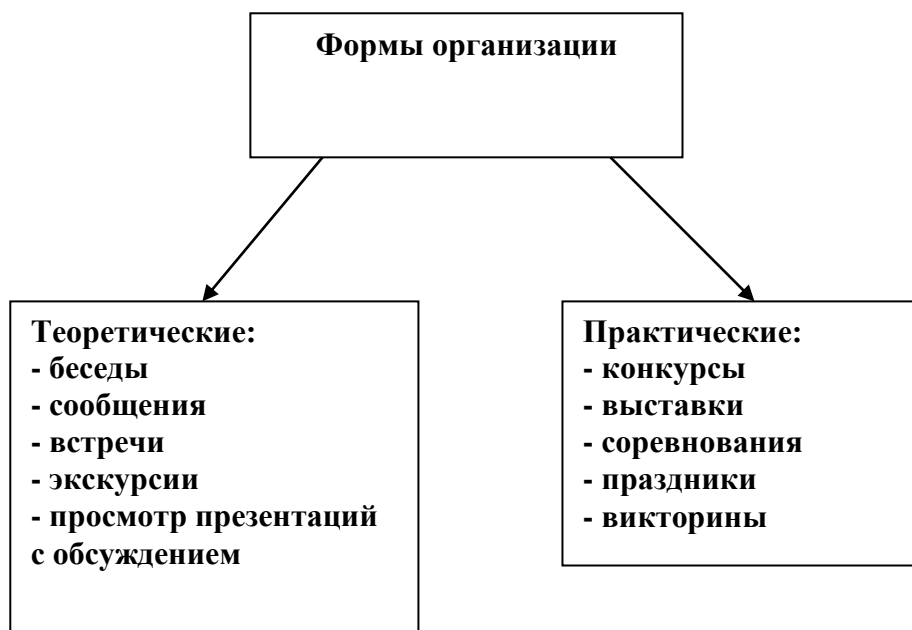 Формы организации
Теоретические:
- беседы
- сообщения
- встречи
- экскурсии
- просмотр презентаций
с обсуждением
Практические:
- конкурсы
- выставки
- соревнования
- праздники
- викторины